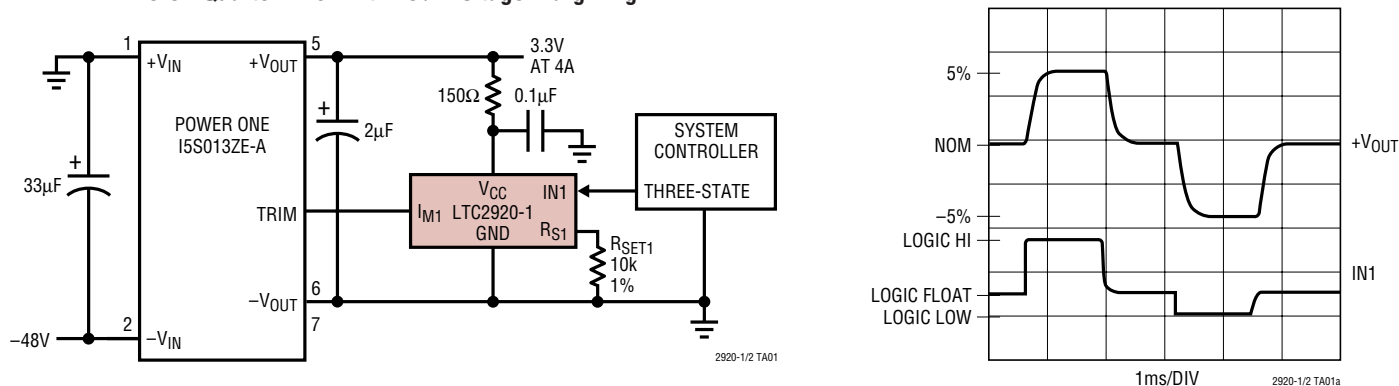 1
+VIN
5
+VOUT
3.3V
AT 4A
150Ω
0.1µF
POWER ONE
I5S013ZE-A
+
2µF
SYSTEM
CONTROLLER
THREE-STATE
+
33µF
TRIM
VCC
IN1
IM1
LTC2920-1
GND
RS1
RSET1
10k
1%
–VOUT
6
7
–48V
2
–VIN
2920-1/2 TA01
5%
NOM
+VOUT
–5%
LOGIC HI
IN1
LOGIC FLOAT
LOGIC LOW
1ms/DIV
2920-1/2 TA01a